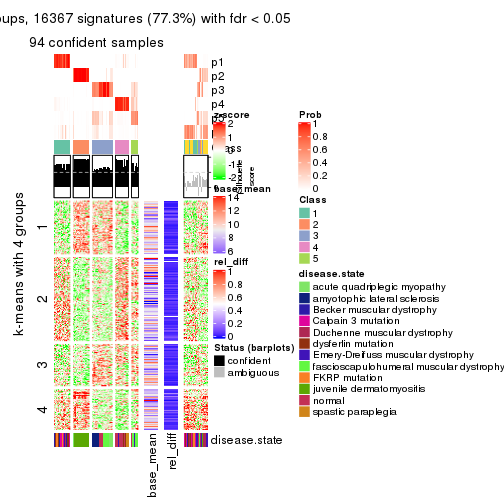 oups, 16367 signatures (77.3%) with fdr < 0.05
94 confident samples
p1
p2
p3
p4
z-score
2
1
0
-1
-2
Silhouette
score
base_mean
14
12
10
8
6
rel_diff
1
0.8
0.6
0.4
0.2
0
Status (barplots)
confident
ambiguous
Prob
1
0.8
0.6
0.4
0.2
0
Class
1
2
3
4
5
disease.state
acute quadriplegic myopathy
amyotophic lateral sclerosis
Becker muscular dystrophy
Calpain 3 mutation
Duchenne muscular dystrophy
dysferlin mutation
Emery-Dreifuss muscular dystrophy
fascioscapulohumeral muscular dystrophy
FKRP mutation
juvenile dermatomyositis
normal
spastic paraplegia
k-means with 4 groups
1
2
3
4
disease.state
base_mean
rel_diff